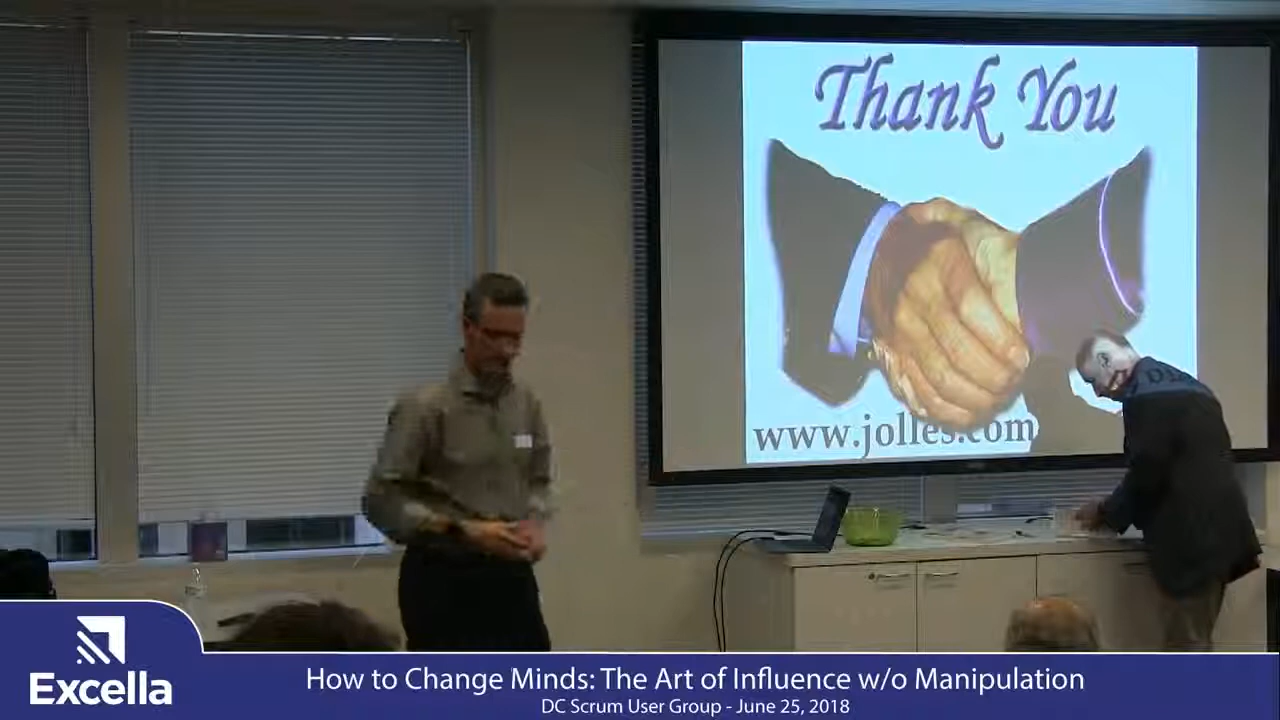 Thank You
www.jolles.com
Excella
How to Change Minds: The Art of Influence w/o Manipulation
DC Scrum User Group - June 25, 2018